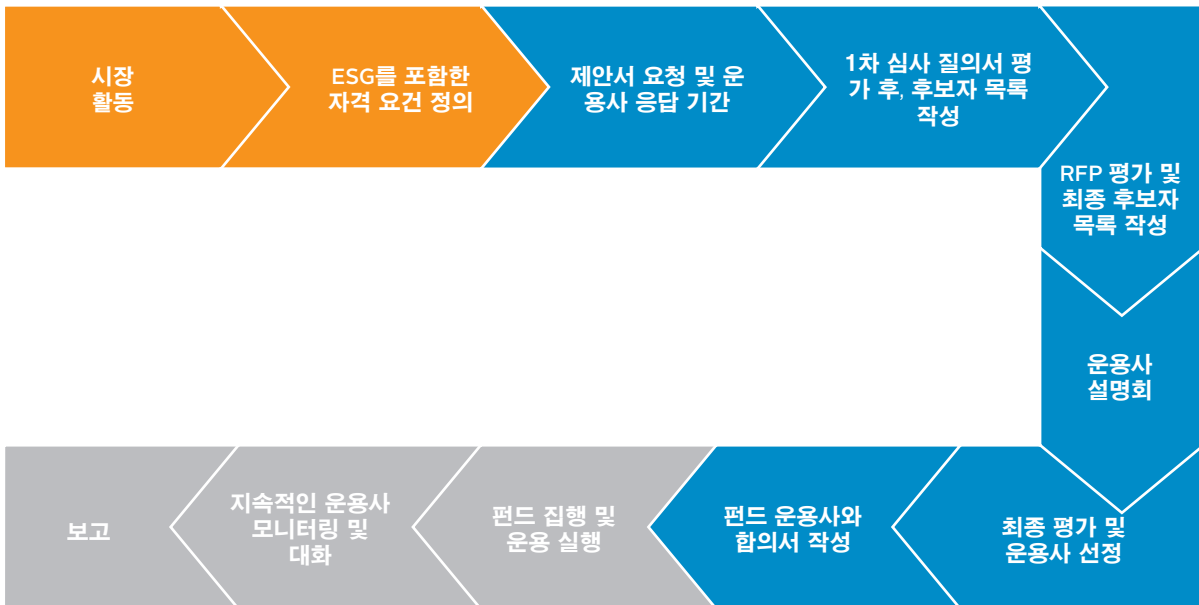 시장
활동
ESG를 포함한
자격 요건 정의
제안서 요청 및 운
용사 응답 기간
1차 심사 질의서 평
가 후, 후보자 목록
작성
RFP 평가 및
최종 후보자
목록 작성
운용사
설명회
최종 평가 및
운용사 선정
펀드 운용사와
합의서 작성
펀드 집행 및
운용 실행
지속적인 운용사
모니터링 및
대화
보고